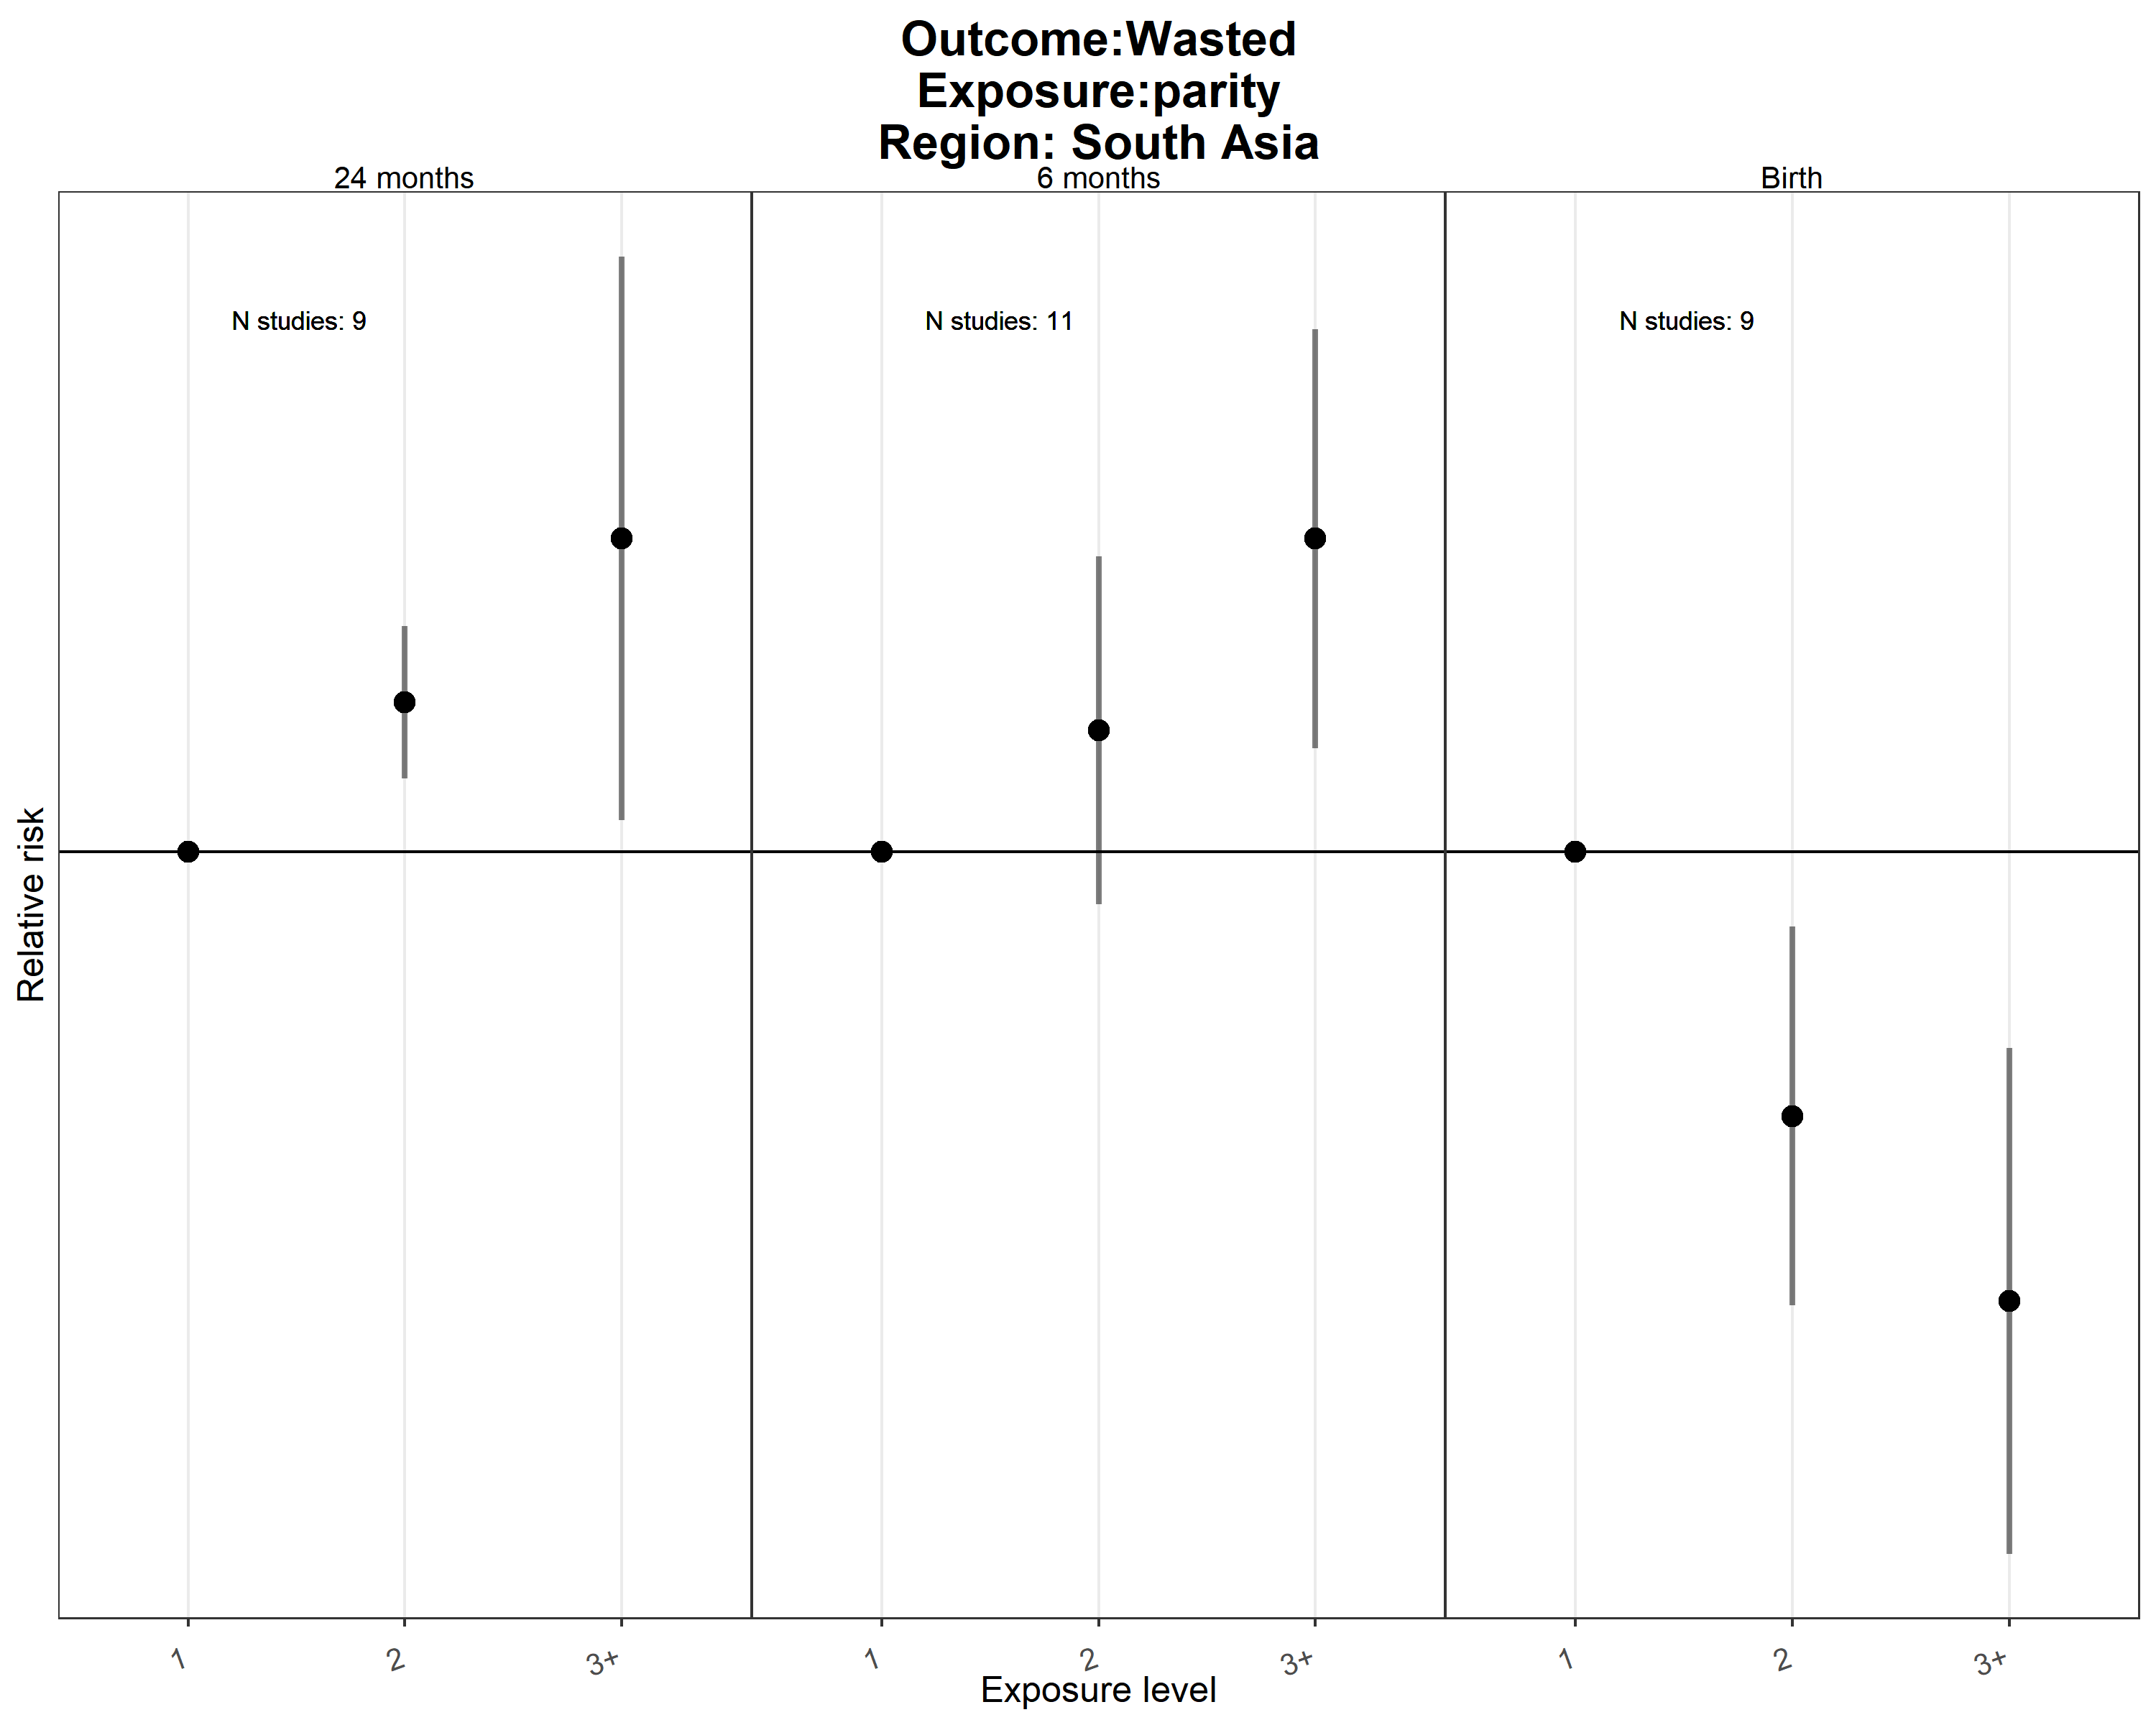 Outcome:Wasted
Exposure:parity
Region: South Asia
24 months
6 months
Birth
N studies: 9
N studies: 11
N studies: 9
Relative risk
1
2
3+
1
2
3+
1
2
3+
Exposure level